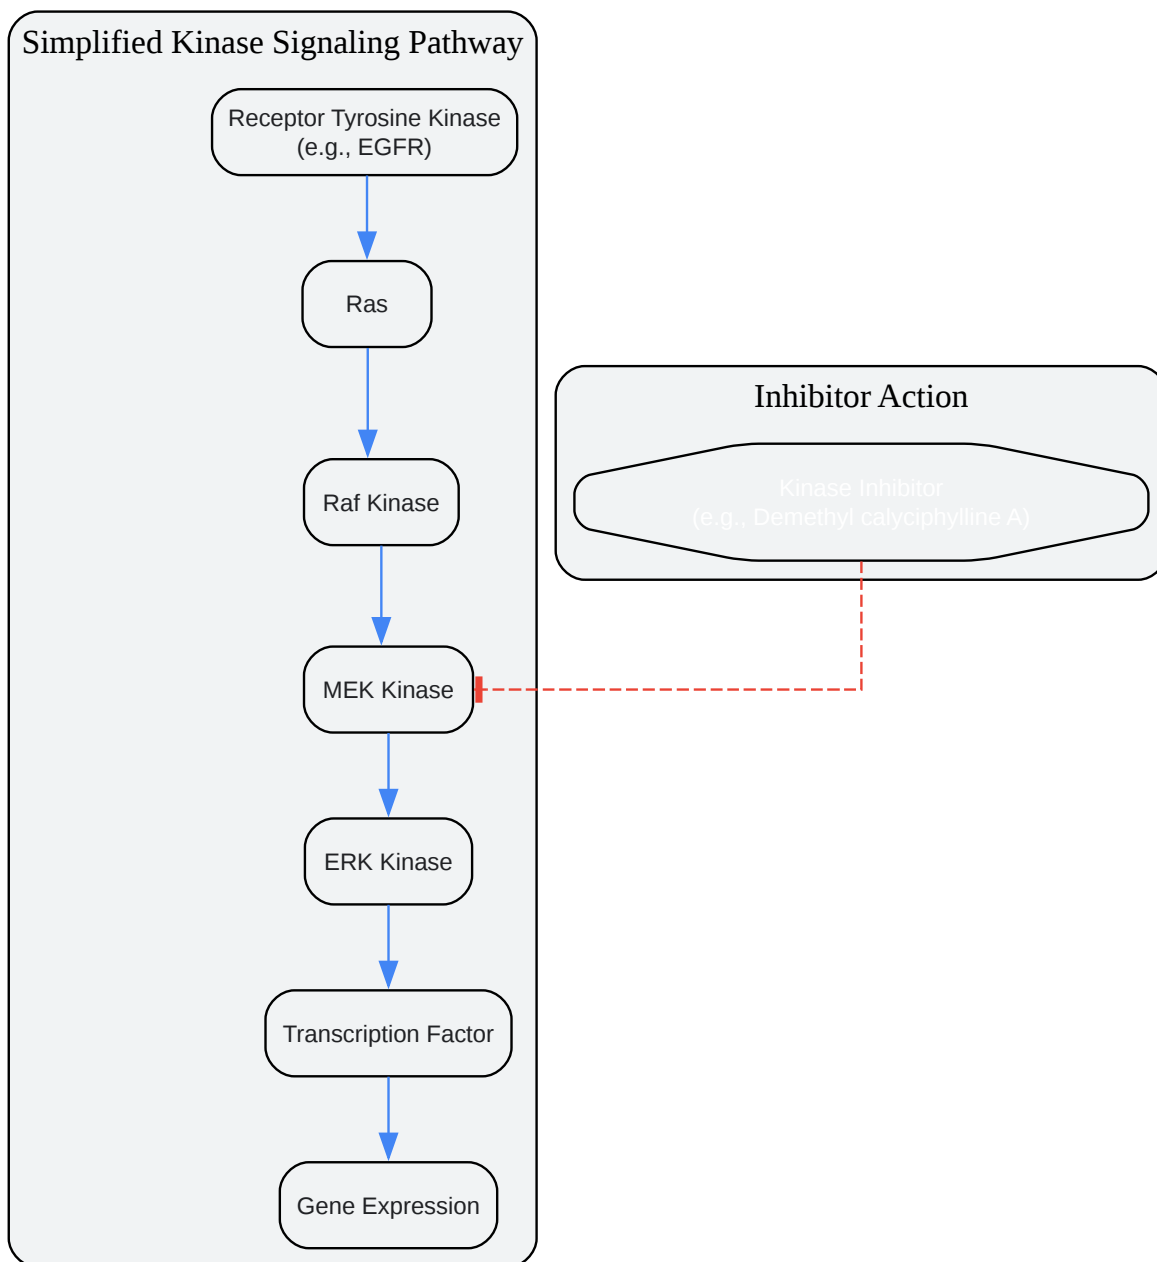 Simplified Kinase Signaling Pathway
Receptor Tyrosine Kinase
(e.g., EGFR)
Ras
Raf Kinase
MEK Kinase
ERK Kinase
Transcription Factor
Gene Expression
Inhibitor Action
Kinase Inhibitor
(e.g., Demethyl calyciphylline A)